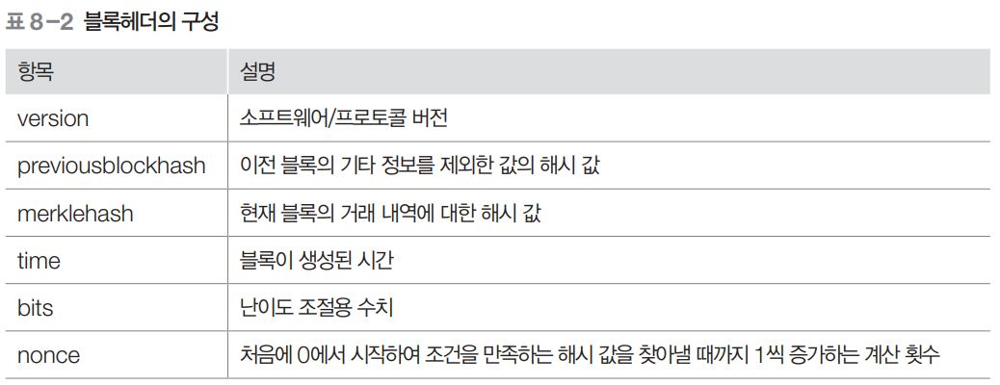 표 8-2 블록헤더의 구성
항목 설명
version 소프트웨어/프로토콜 버전
previousblockhash 이전 블록의 기타 정보를 제외한 값의 해시 값
merklehash 현재 블록의 거래 내역에 대한 해시 값
time 블록이 생성된 시간
bits 난이도 조절용 수치
nonce 처음에 0에서 시작하여 조건을 만족하는 해시 값을 찾아낼 때까지 1씩 증가하는 계산 횟수